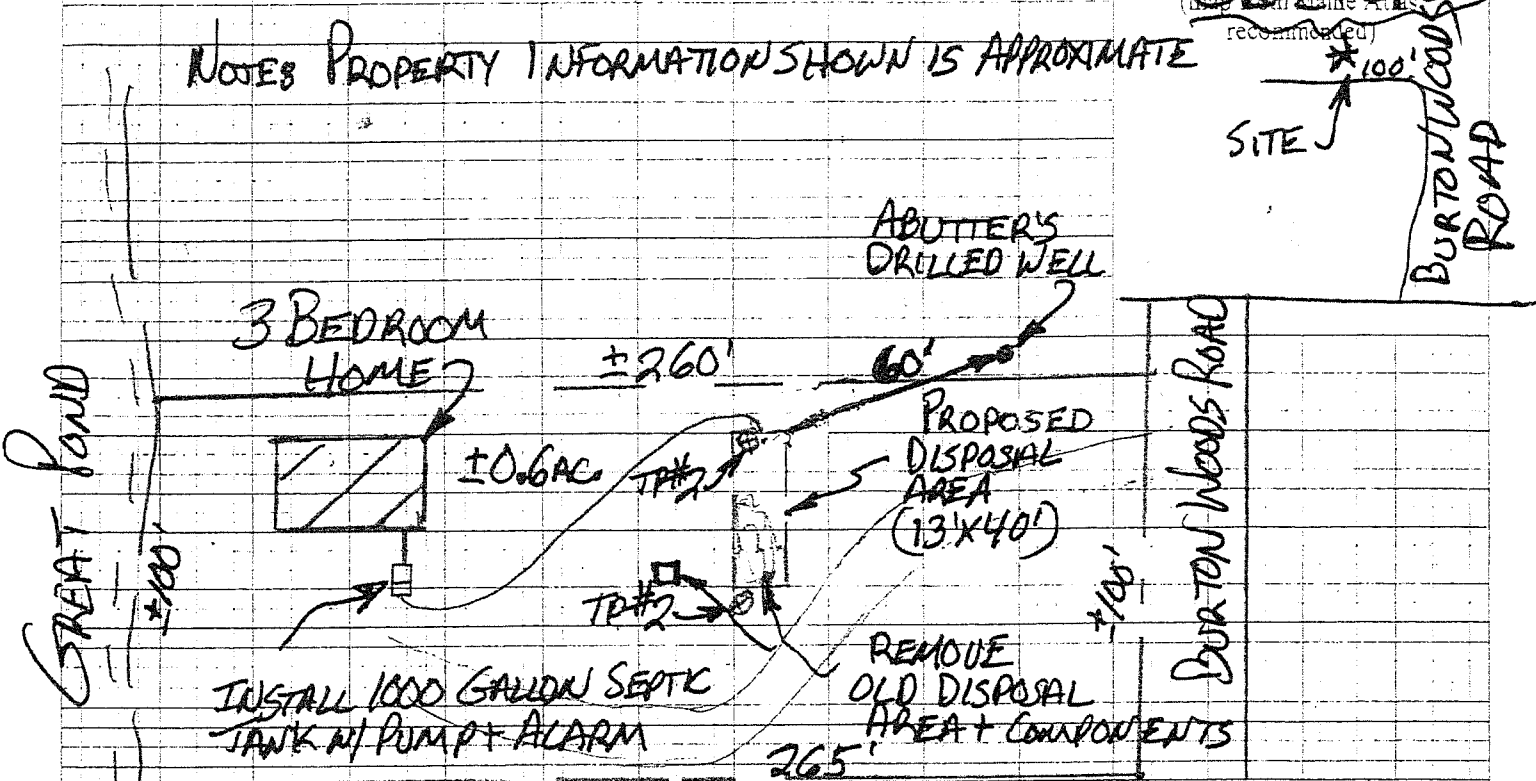 recommended)
NOTES PROPERTY INFORMATION SHOWN IS APPROXIMATE
100'
SITE
BURTON WOODS
ROAD
ABUTTER'S
DRILLED WELL
3 BEDROOM
HOME
±260'
60'
GREAT POND
±100'
±0.6AC.
TP#2
PROPOSED
DISPOSAL
AREA
(13'X40')
TP#2
±100'
BURTON WOODS ROAD
INSTALL 1000 GALLON SEPTIC
TANK W/ PUMP + ALARM
REMOVE
OLD DISPOSAL
AREA + COMPONENTS
265'